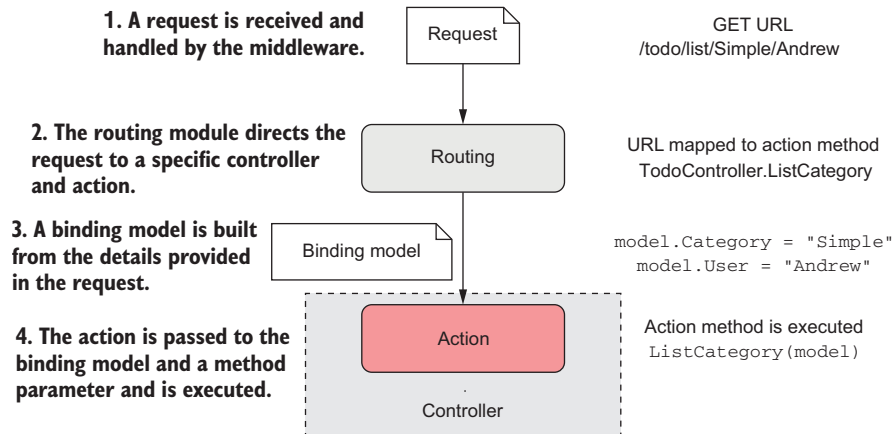 1. A request is received and
handled by the middleware.
Request
GET URL
/todo/list/Simple/Andrew
2. The routing module directs the
request to a specific controller
and action.
Routing
URL mapped to action method
TodoController.ListCategory
3. A binding model is built
from the details provided
in the request.
Binding model
model.Category = "Simple"
model.User = "Andrew"
4. The action is passed to the
binding model and a method
parameter and is executed.
Action
Action method is executed
ListCategory(model)
Controller